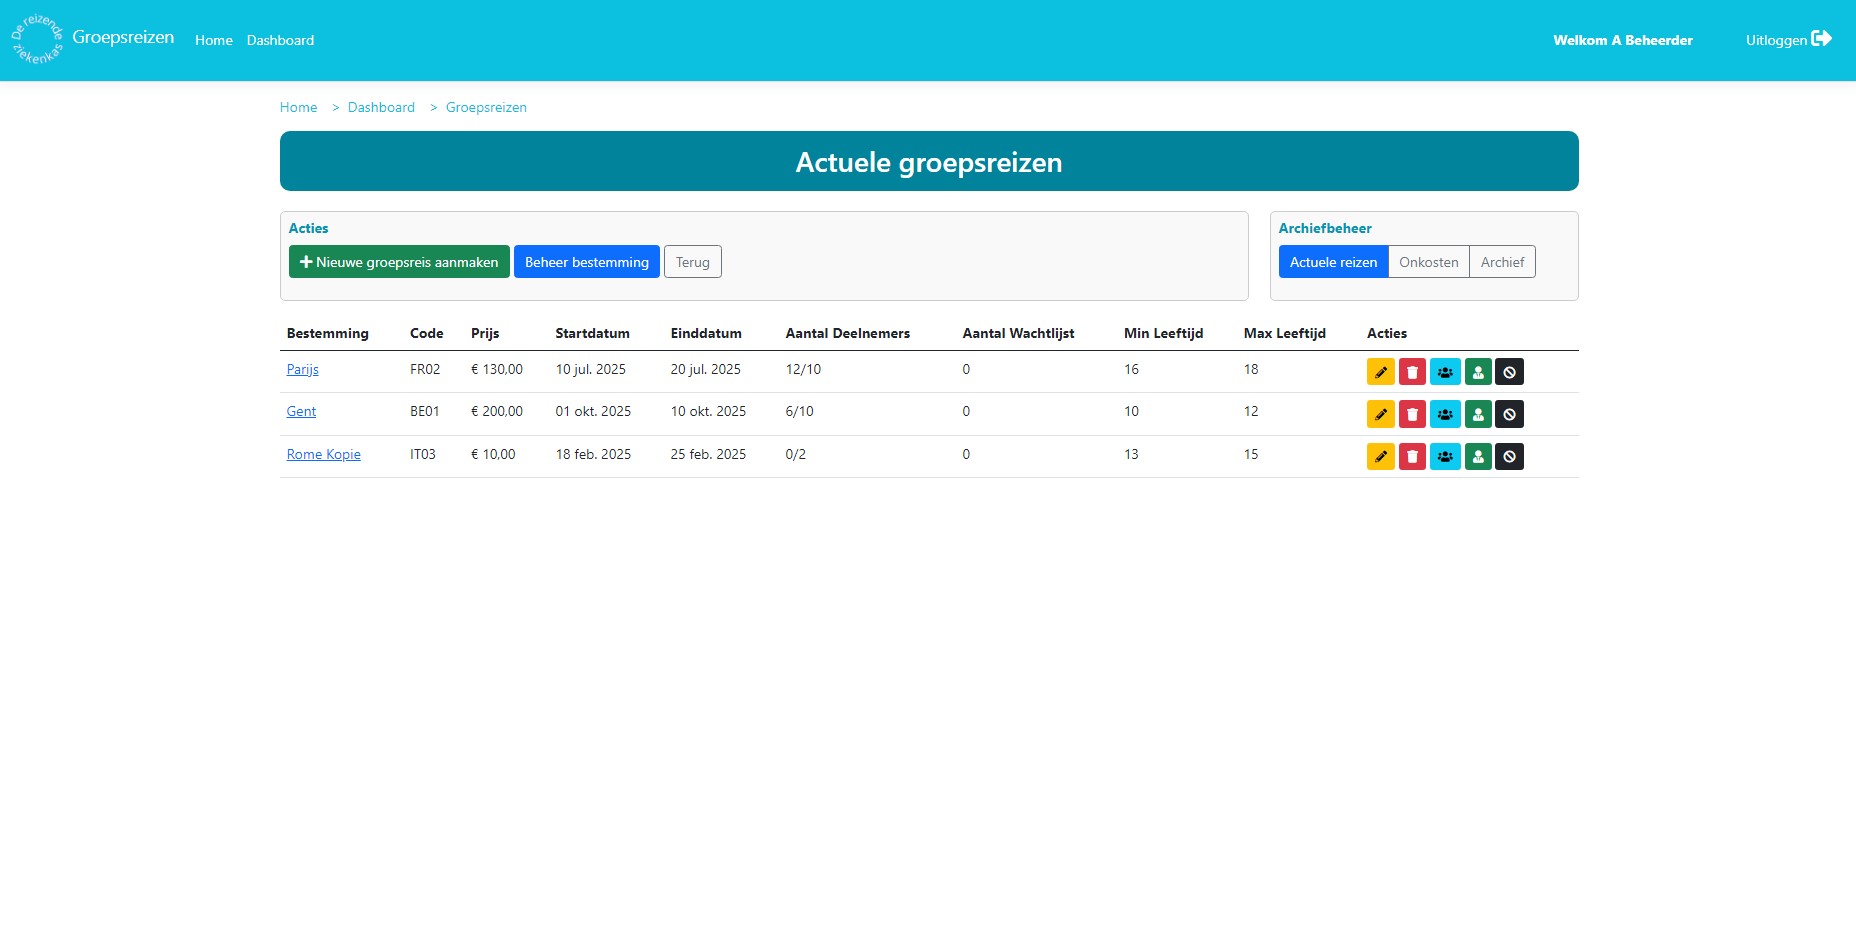 De reizende ziekenkas
Groepsreizen Home Dashboard Welkom A Beheerder Uitloggen
Home > Dashboard > Groepsreizen
Actuele groepsreizen
Acties
Nieuwe groepsreis aanmaken Beheer bestemming Terug
Archiefbeheer
Actuele reizen Onkosten Archief
Bestemming Code Prijs Startdatum Einddatum Aantal Deelnemers Aantal Wachtlijst Min Leeftijd Max Leeftijd Acties
Parijs FR02 € 130,00 10 jul. 2025 20 jul. 2025 12/10 0 16 18
Gent BE01 € 200,00 01 okt. 2025 10 okt. 2025 6/10 0 10 12
Rome Kopie IT03 € 10,00 18 feb. 2025 25 feb. 2025 0/2 0 13 15